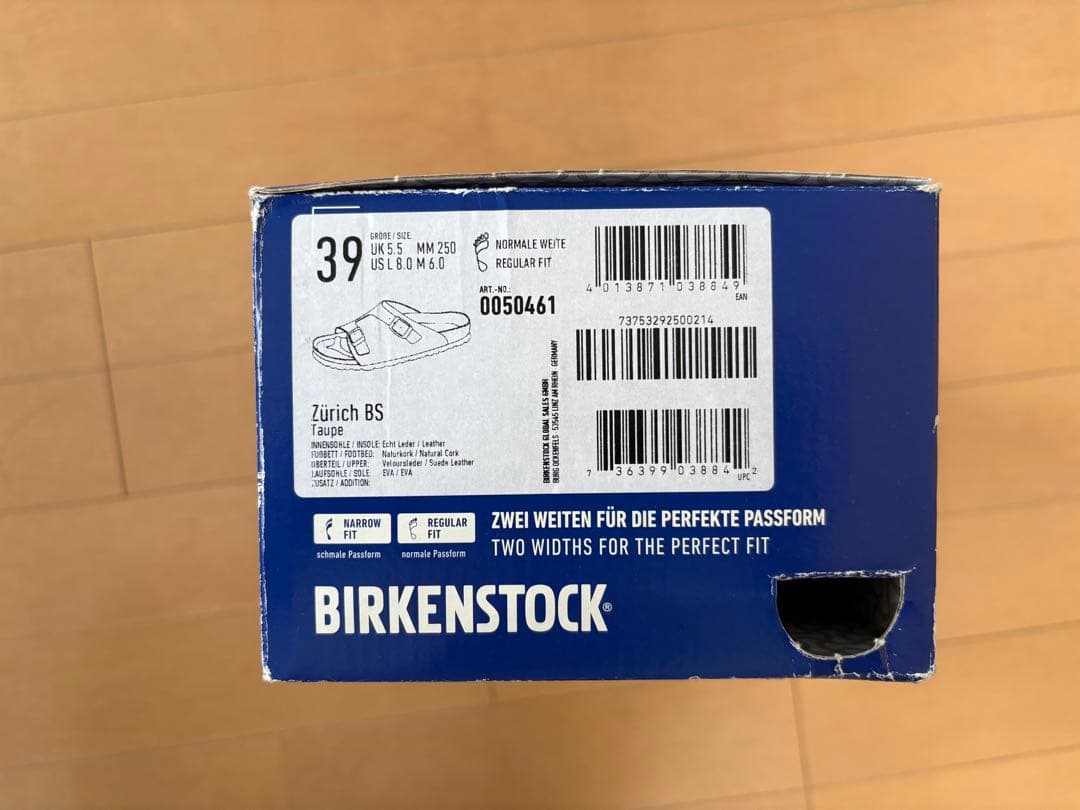 39
GRÖßE / SIZE
UK 5.5 MM 250
US L 8.0 M 6.0
NORMALE WEITE
REGULAR FIT
ART.-NO.:
0050461
4 013871 038849
EAN
73753292500214
Zürich BS
Taupe
INNENSOHLE / INSOLE: Echt Leder / Leather
FUßBETT / FOOTBED: Naturkork / Natural Cork
OBERTEIL / UPPER: Veloursleder / Suede Leather
LAUFSOHLE / SOLE: EVA / EVA
ZUSATZ / ADDITION:
BIRKENSTOCK GLOBAL SALES GMBH
BURG OCKENFELS · 53545 LINZ AM RHEIN · GERMANY
7 36399 03884 2
UPC
NARROW
FIT
schmale Passform
REGULAR
FIT
normale Passform
ZWEI WEITEN FÜR DIE PERFEKTE PASSFORM
TWO WIDTHS FOR THE PERFECT FIT
BIRKENSTOCK®